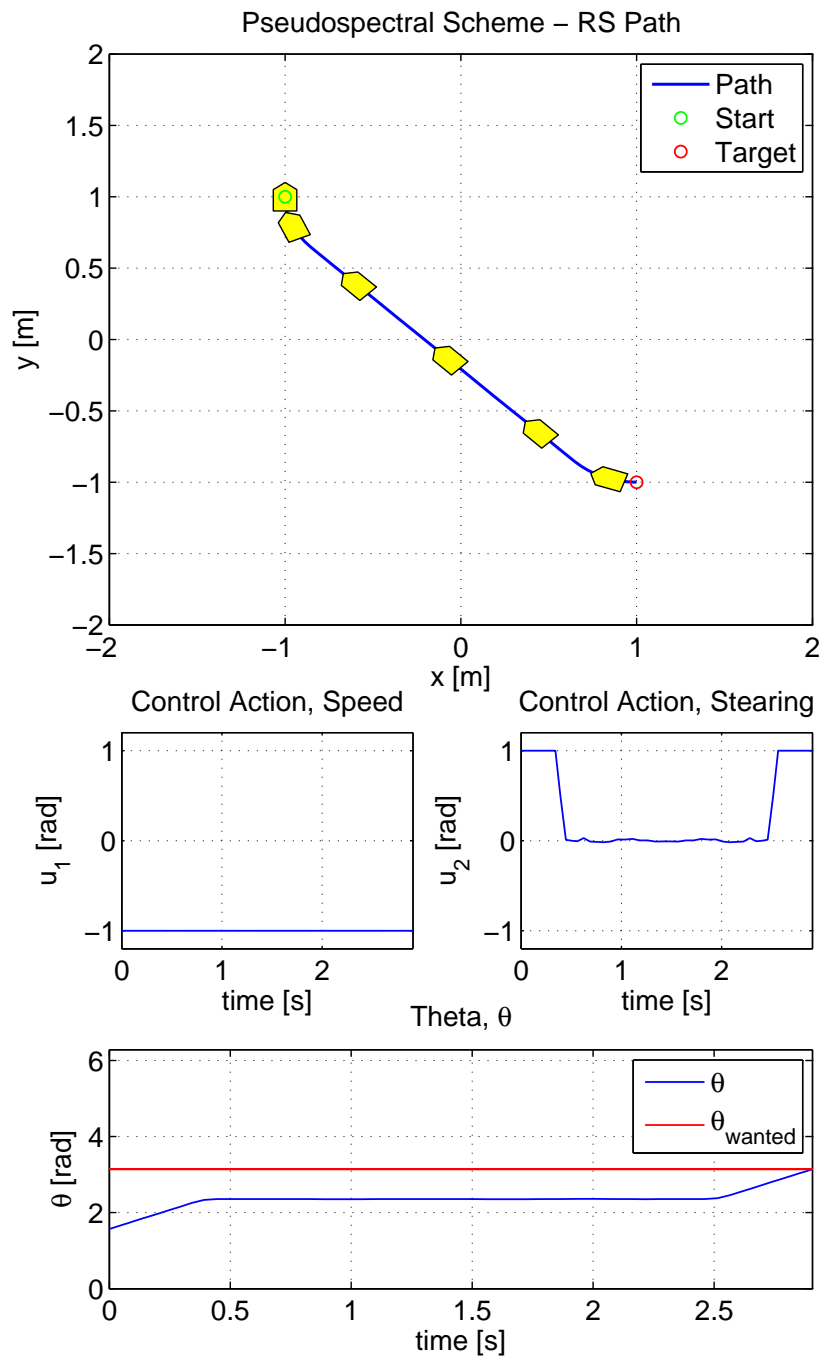 Pseudospectral Scheme – RS Path
2
1.5
1
0.5
0
−0.5
−1
−1.5
−2
y [m]
Path
Start
Target
−2 −1 0 1 2
x [m]
Control Action, Speed
1
0
−1
u_1 [rad]
0 1 2
time [s]
Control Action, Stearing
1
0
−1
u_2 [rad]
0 1 2
time [s]
Theta, θ
6
4
2
0
θ [rad]
θ
θ_wanted
0 0.5 1 1.5 2 2.5
time [s]